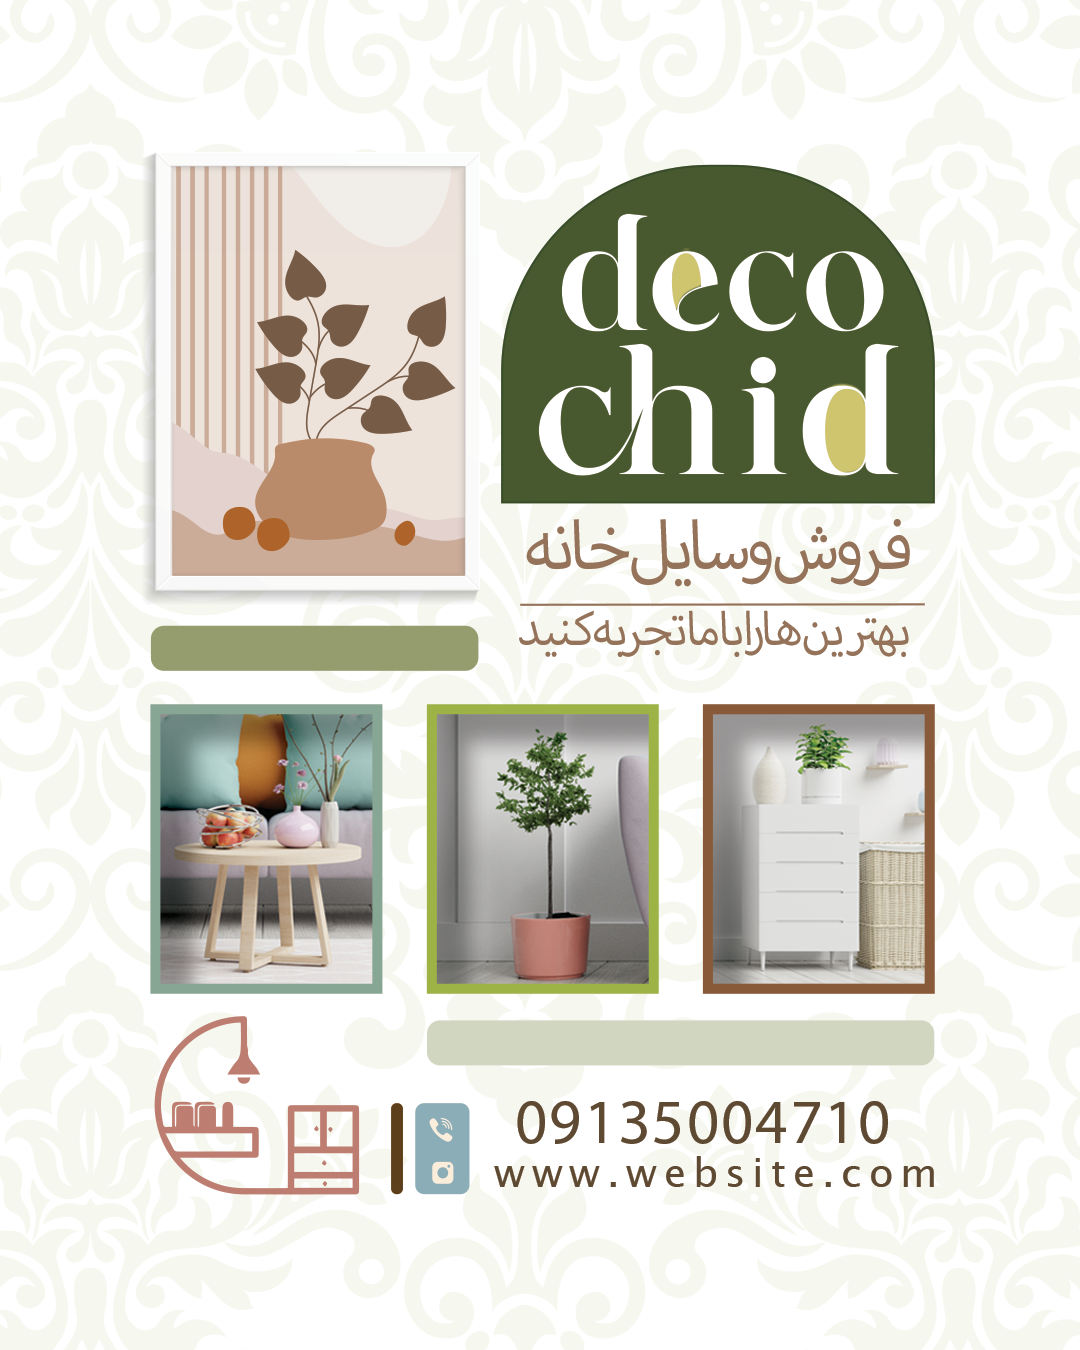 deco
chid
فروش وسایل خانه
بهترین ها را با ما تجربه کنید
09135004710
www.website.com